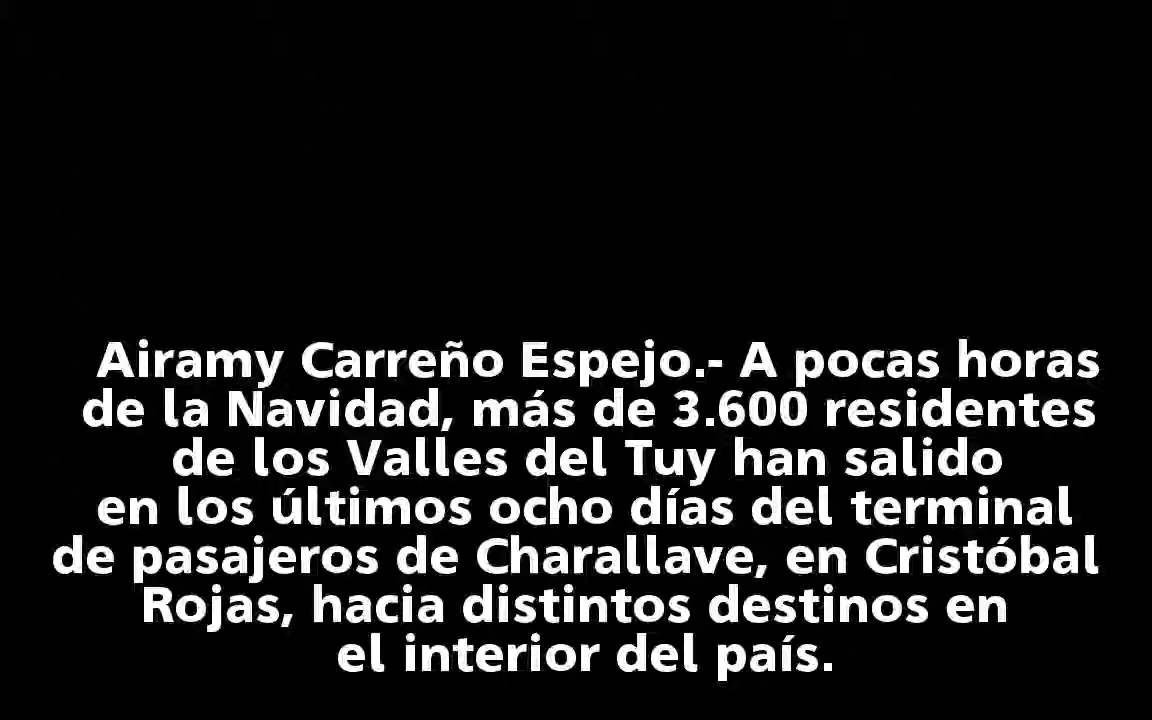 Airamy Carreño Espejo.- A pocas horas
de la Navidad, más de 3.600 residentes
de los Valles del Tuy han salido
en los últimos ocho días del terminal
de pasajeros de Charallave, en Cristóbal
Rojas, hacia distintos destinos en
el interior del país.